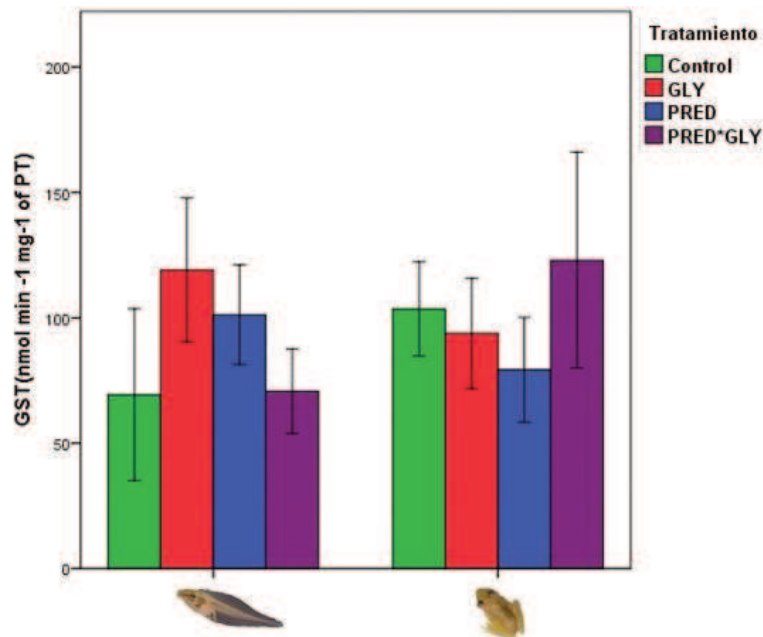 Tratamiento
Control
GLY
PRED
PRED*GLY
GST(nmol min -1 mg-1 of PT)
200
150
100
50
0